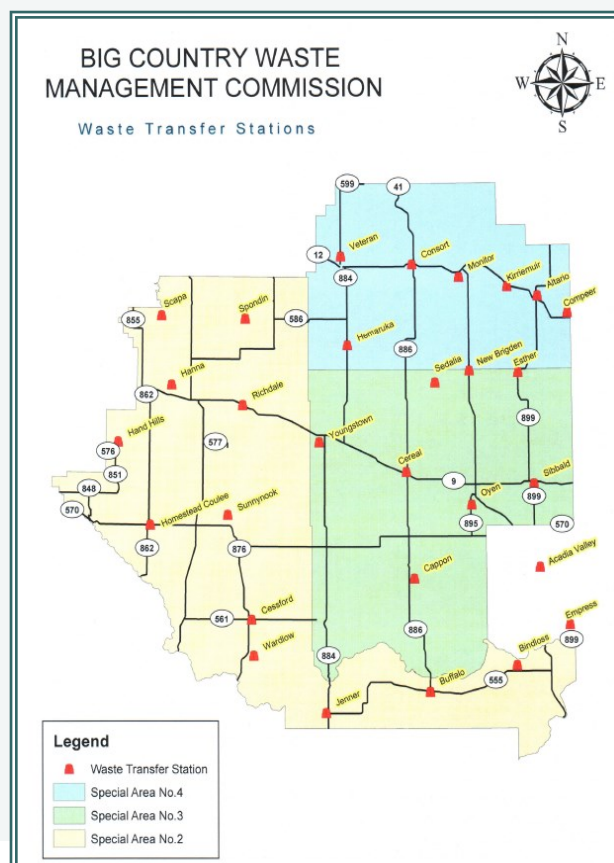 BIG COUNTRY WASTE
MANAGEMENT COMMISSION
Waste Transfer Stations
N
W E
S
599
41
12
Veteran
Consort
Monitor
Kirriemuir
Altario
Compeer
884
Scapa
Spondin
855
586
Hemaruka
886
Sedalia
New Brigden
Esther
Hanna
862
Richdale
899
Hand Hills
576
577
Youngstown
851
Cereal
9
Sibbald
848
Oyen
899
570
Homestead Coulee
Sunnynook
895
570
862
876
Acadia Valley
Cappon
561
Cessford
886
Empress
899
Wardlow
884
Bindloss
555
Buffalo
Jenner
Legend
Waste Transfer Station
Special Area No.4
Special Area No.3
Special Area No.2